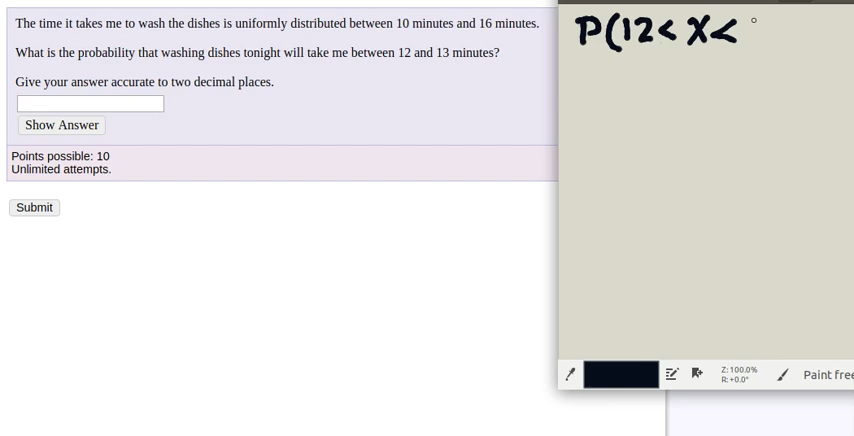 The time it takes me to wash the dishes is uniformly distributed between 10 minutes and 16 minutes.
What is the probability that washing dishes tonight will take me between 12 and 13 minutes?
Give your answer accurate to two decimal places.
Show Answer
Points possible: 10
Unlimited attempts.
Submit
P(12< X<
Z: 100.0%
R: +0.0°
Paint free